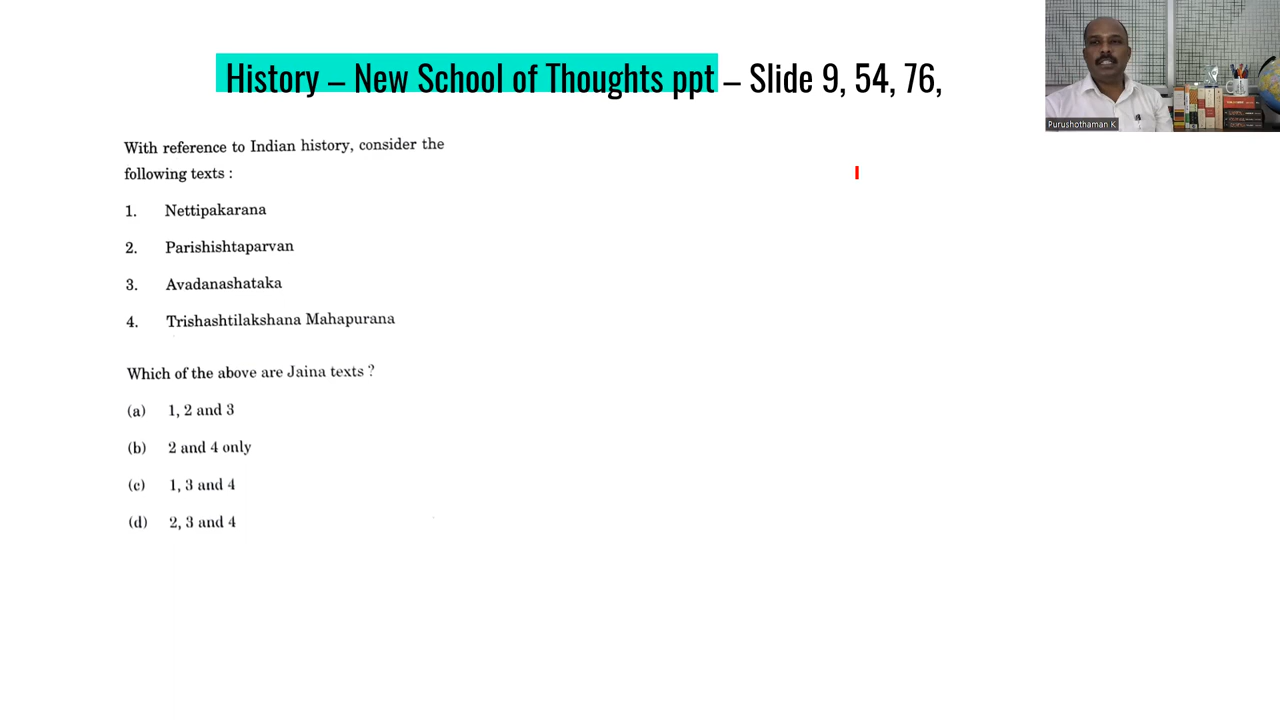 History – New School of Thoughts ppt – Slide 9, 54, 76,
Purushothaman K
With reference to Indian history, consider the
following texts :
1. Nettipakarana
2. Parishishtaparvan
3. Avadanashataka
4. Trishashtilakshana Mahapurana
Which of the above are Jaina texts ?
(a) 1, 2 and 3
(b) 2 and 4 only
(c) 1, 3 and 4
(d) 2, 3 and 4